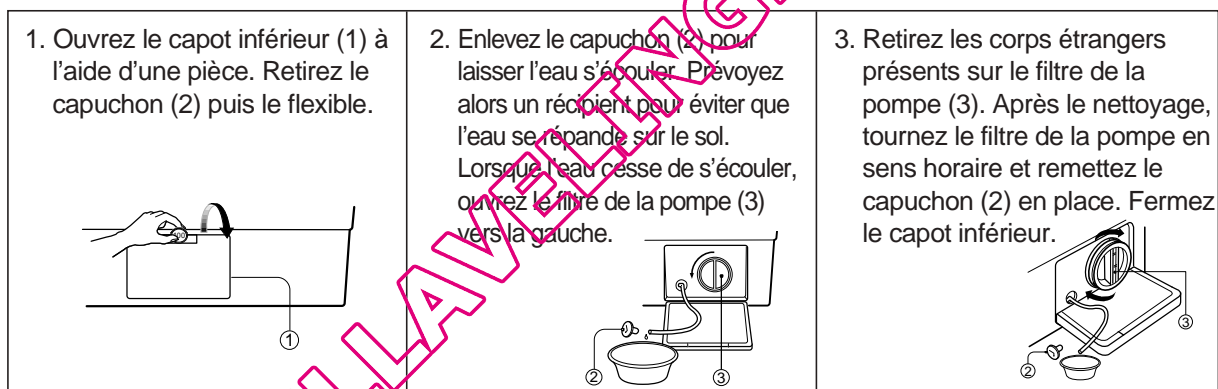 1. Ouvrez le capot inférieur (1) à
l’aide d’une pièce. Retirez le
capuchon (2) puis le flexible.
1
2. Enlevez le capuchon (2) pour
laisser l’eau s’écouler. Prévoyez
alors un récipient pour éviter que
l’eau se répande sur le sol.
Lorsque l’eau cesse de s’écouler,
ouvrez le filtre de la pompe (3)
vers la gauche.
2
3
3. Retirez les corps étrangers
présents sur le filtre de la
pompe (3). Après le nettoyage,
tournez le filtre de la pompe en
sens horaire et remettez le
capuchon (2) en place. Fermez
le capot inférieur.
3
2
LLAVE LING